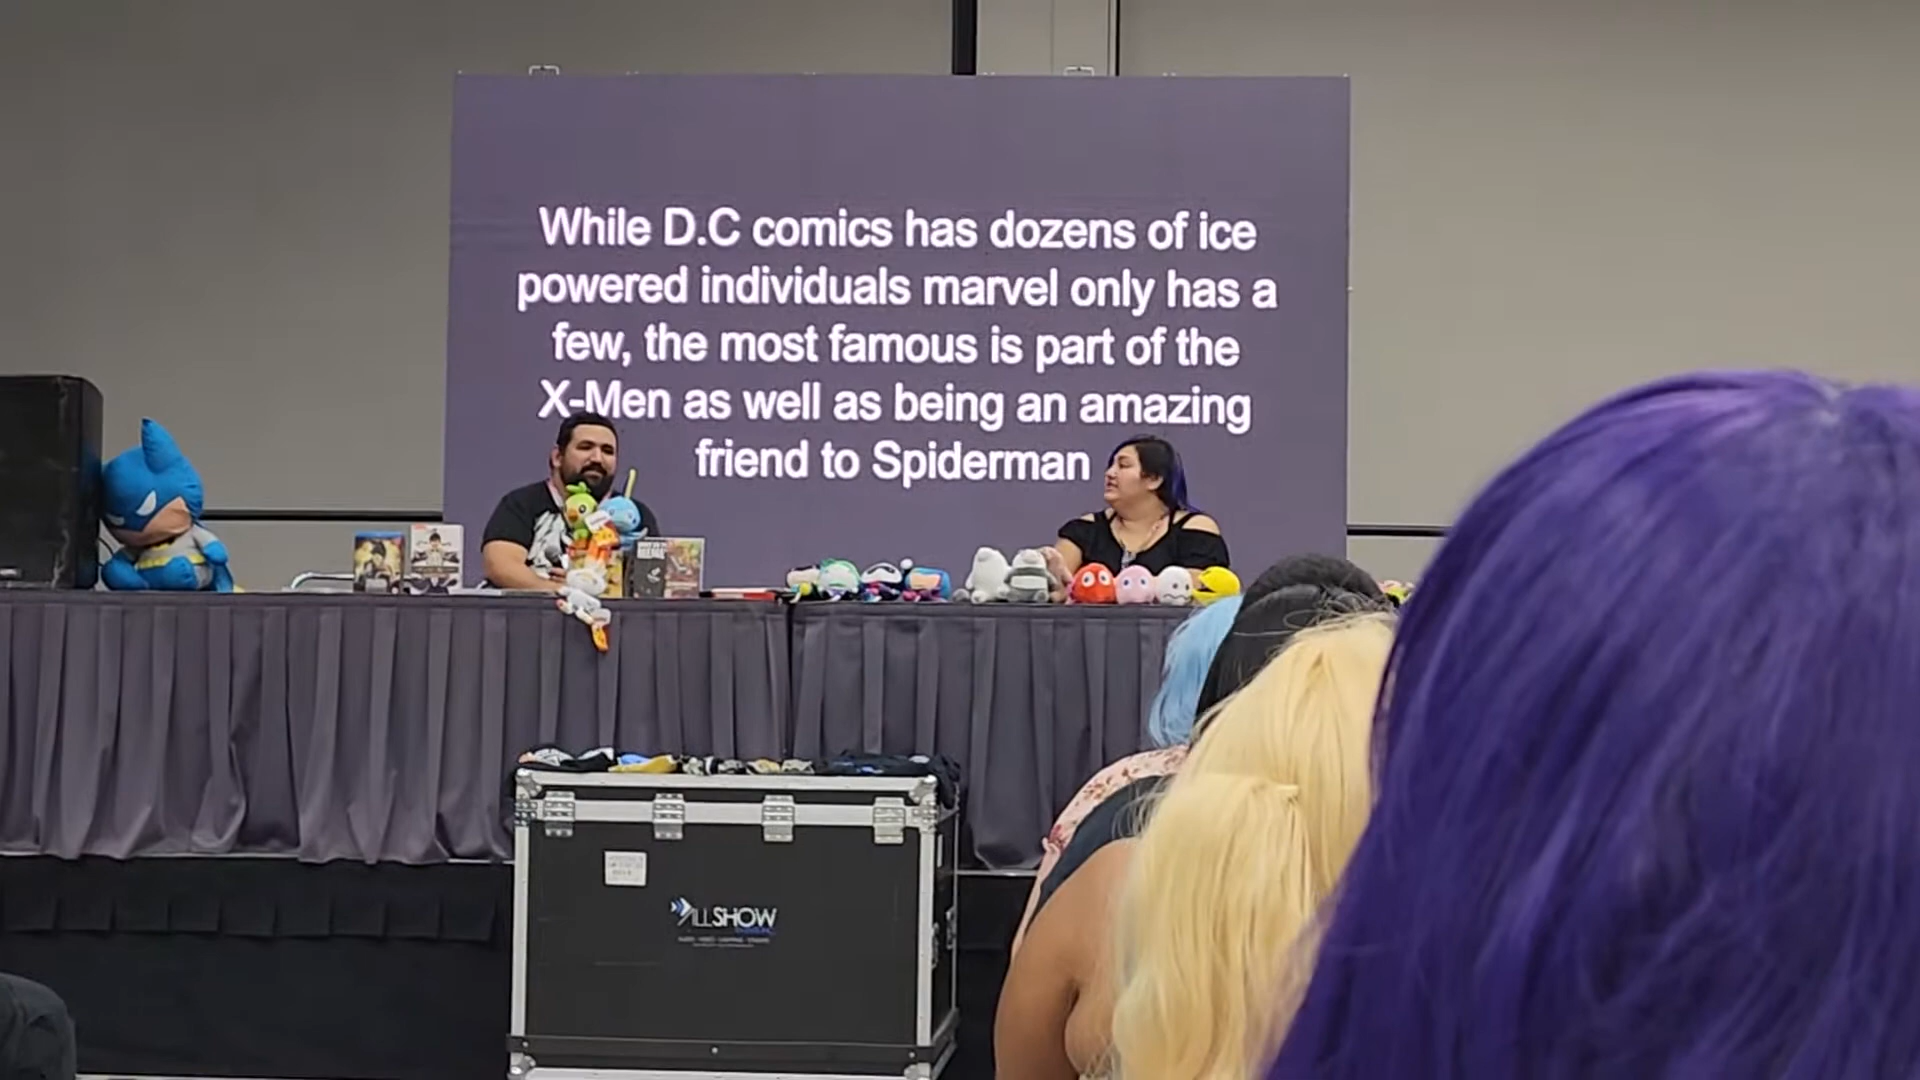 While D.C comics has dozens of ice
powered individuals marvel only has a
few, the most famous is part of the
X-Men as well as being an amazing
friend to Spiderman
ALLSHOW